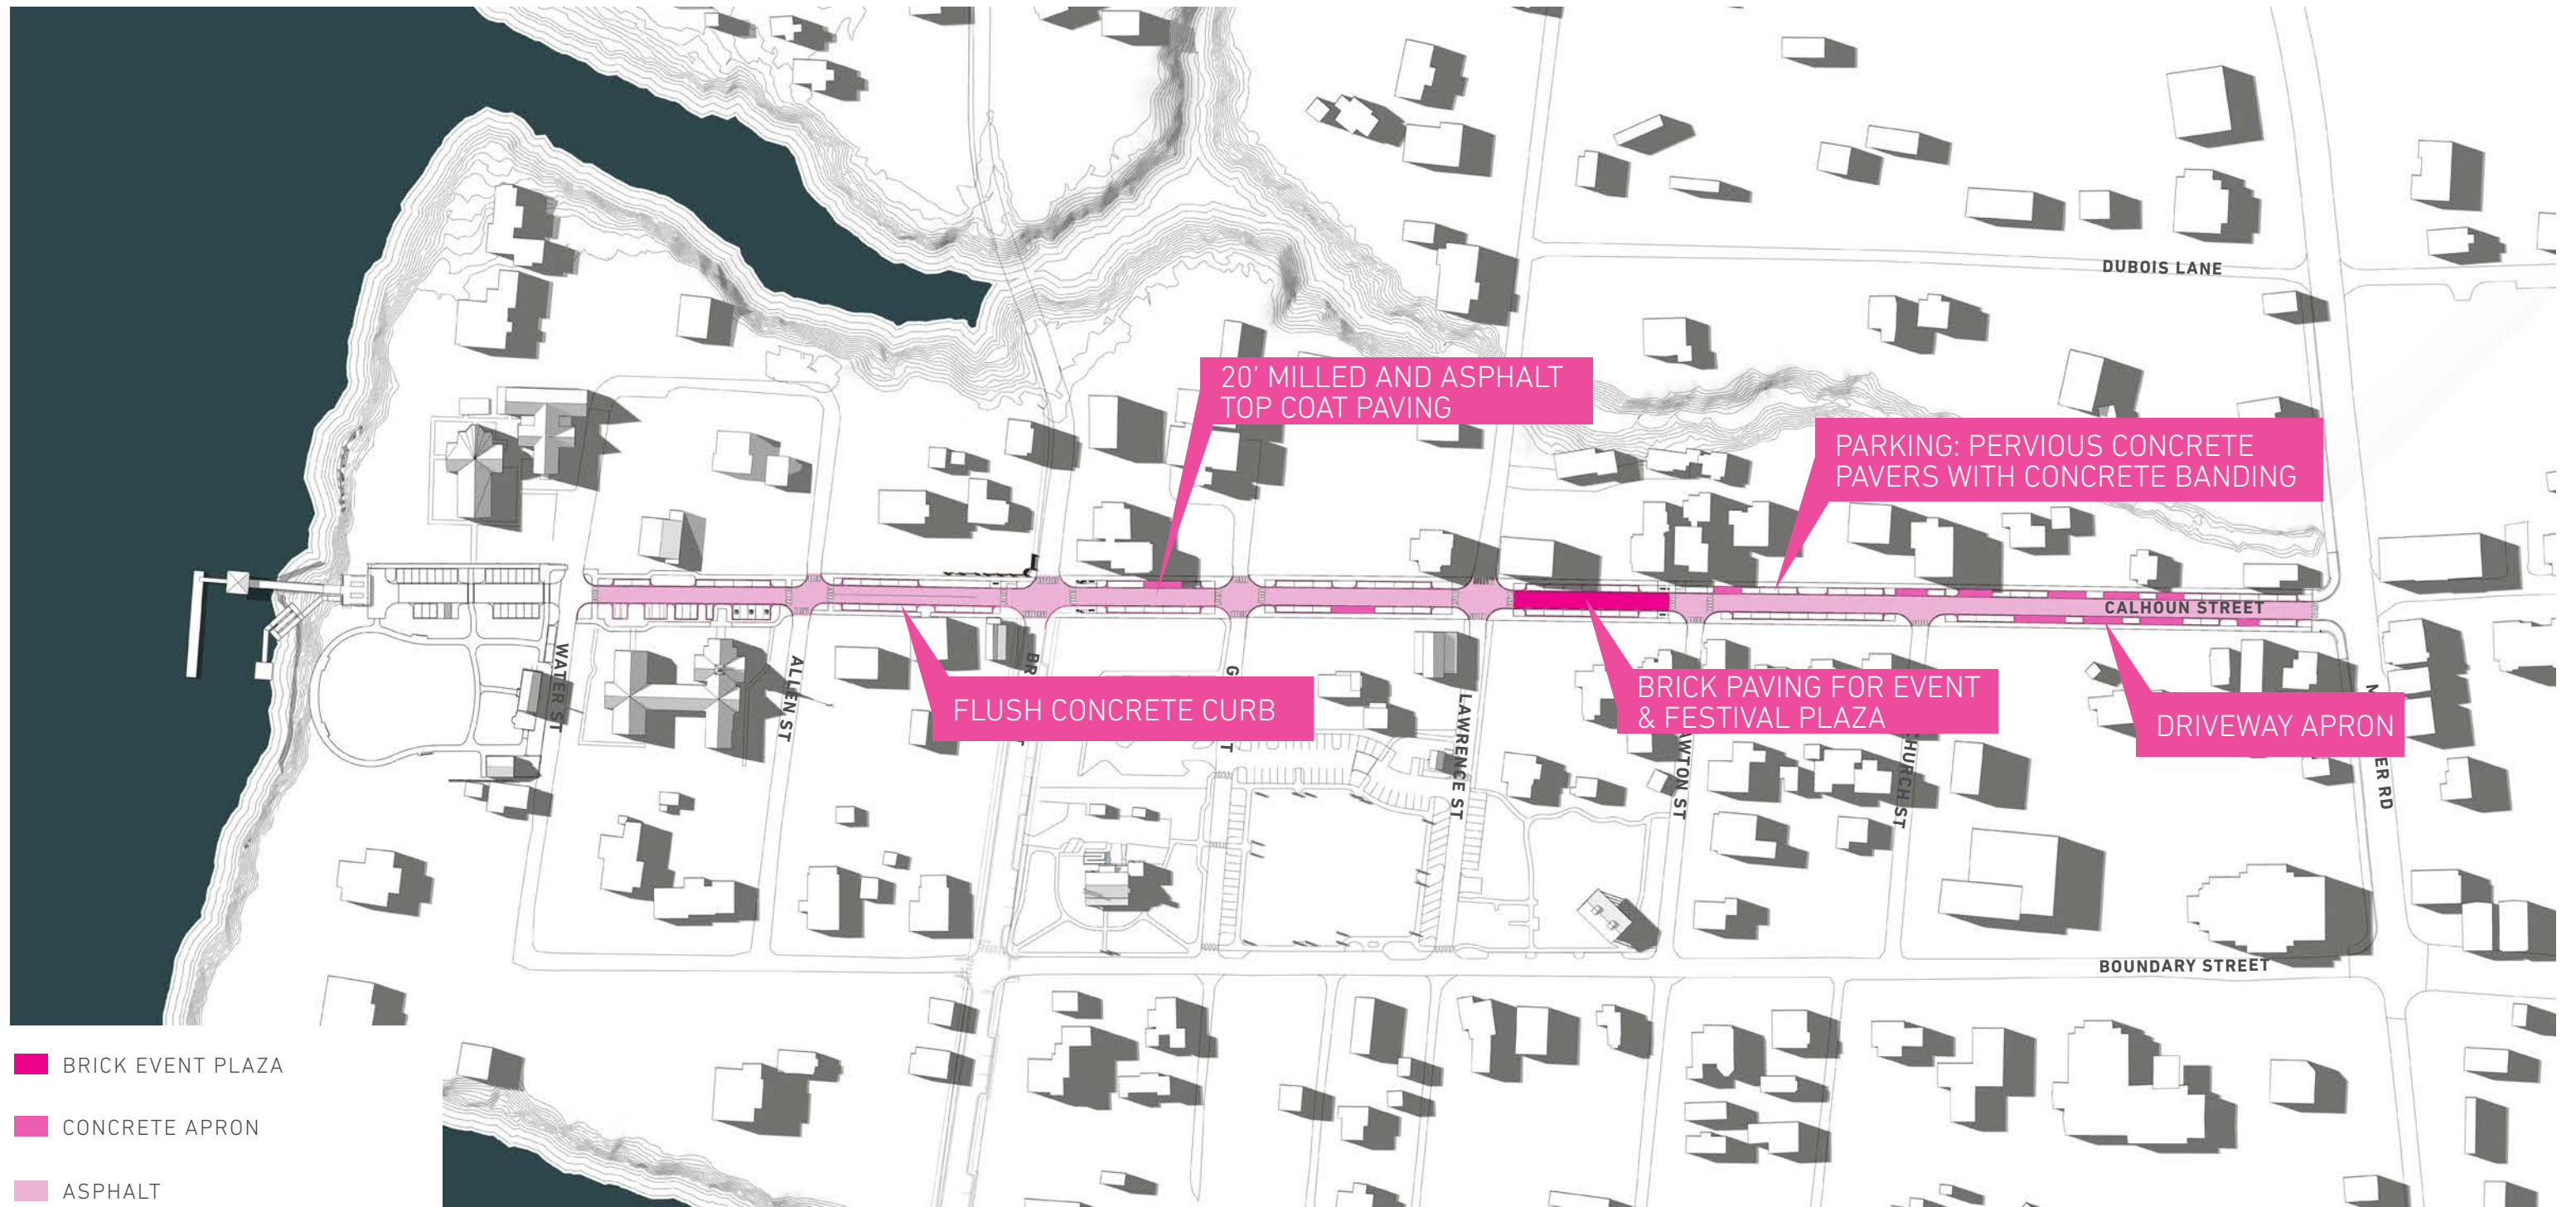 DUBOIS LANE
20' MILLED AND ASPHALT
TOP COAT PAVING
PARKING: PERVIOUS CONCRETE
PAVERS WITH CONCRETE BANDING
CALHOUN STREET
WATER ST
ALLEN ST
FLUSH CONCRETE CURB
LAWRENCE ST
BRICK PAVING FOR EVENT
& FESTIVAL PLAZA
DRIVEWAY APRON
BOUNDARY STREET
BRICK EVENT PLAZA
CONCRETE APRON
ASPHALT